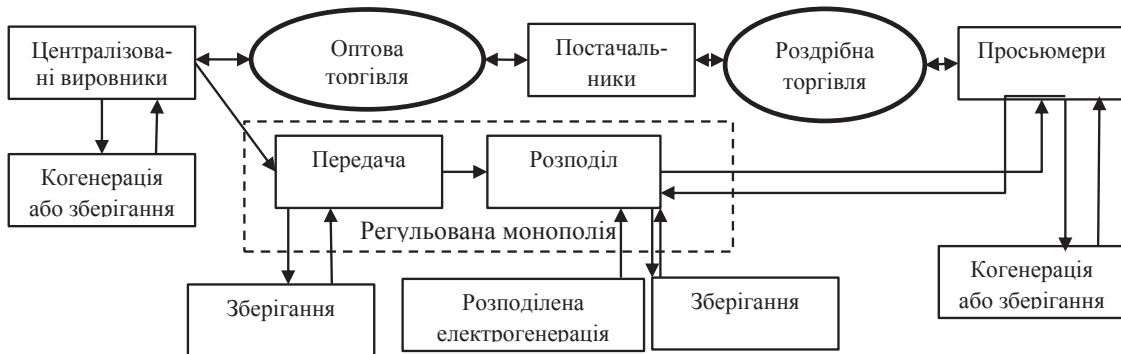 Централізова-
ні вировники
Оптова
торгівля
Постачаль-
ники
Роздрібна
торгівля
Просьюмери
Передача
Розподіл
Когенерація
або зберігання
Регульована монополія
Зберігання
Розподілена
електрогенерація
Зберігання
Когенерація
або зберігання